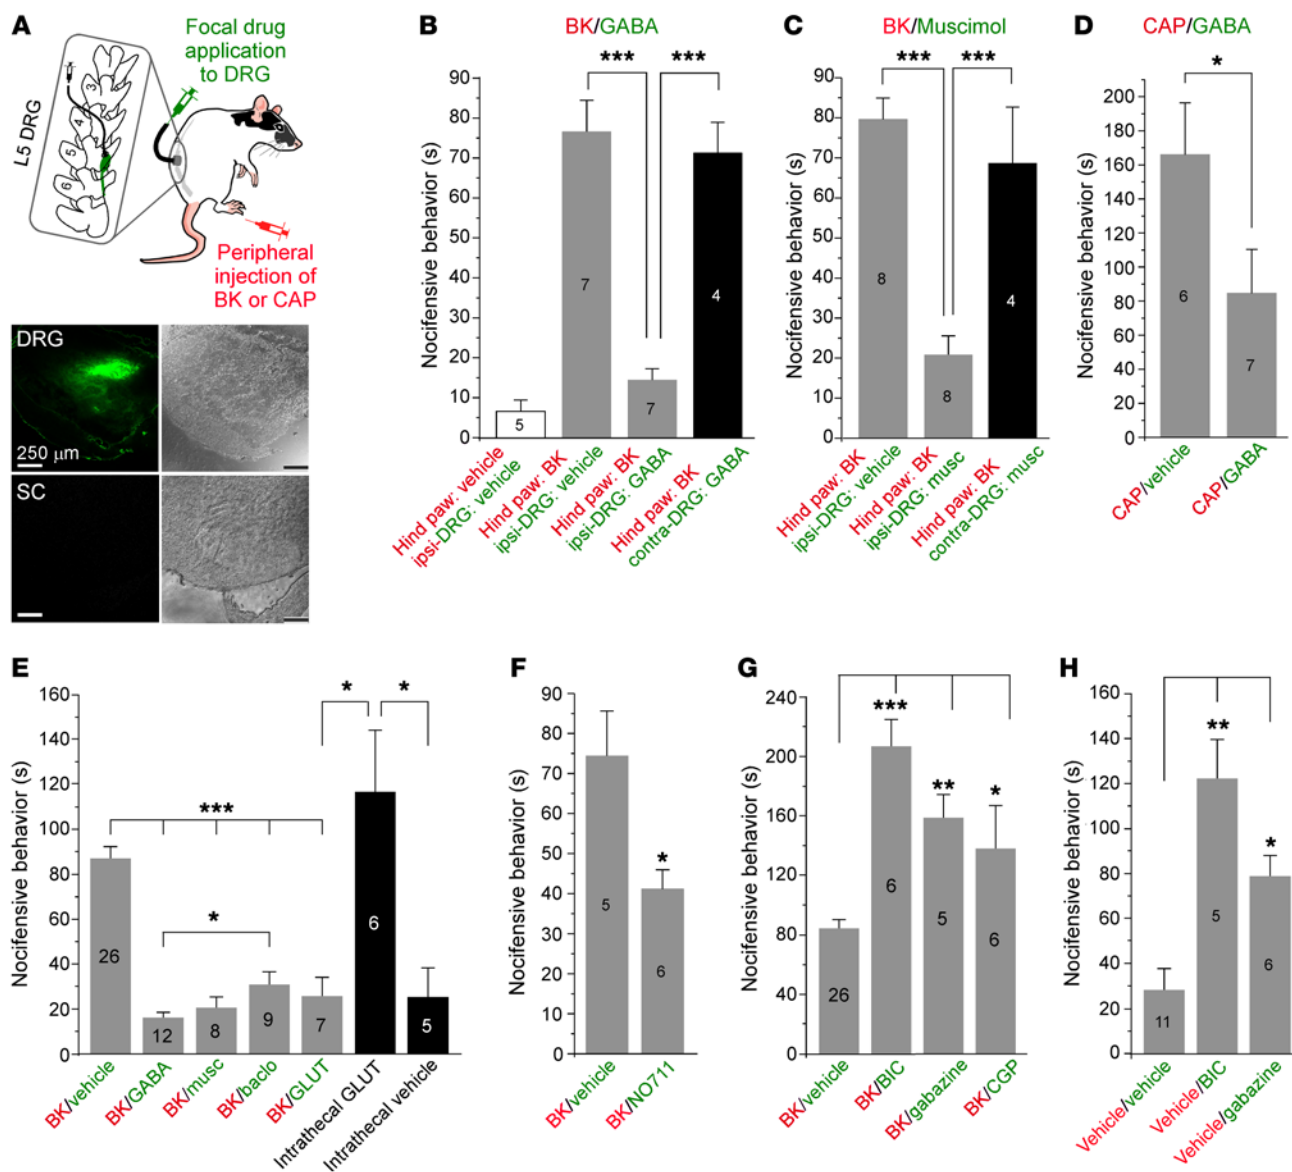 A
Focal drug
application
to DRG
L5 DRG
3
4
5
6
Peripheral
injection of
BK or CAP
DRG
250 μm
SC
B
BK/GABA
*** ***
Nocifensive behavior (s)
90
80
70
60
50
40
30
20
10
0
5
7
7
4
Hind paw: vehicle
ipsi-DRG: vehicle
Hind paw: BK
ipsi-DRG: vehicle
Hind paw: BK
ipsi-DRG: GABA
Hind paw: BK
contra-DRG: GABA
C
BK/Muscimol
*** ***
Nocifensive behavior (s)
90
80
70
60
50
40
30
20
10
0
8
8
4
Hind paw: BK
ipsi-DRG: vehicle
Hind paw: BK
ipsi-DRG: musc
Hind paw: BK
contra-DRG: musc
D
CAP/GABA
*
Nocifensive behavior (s)
200
180
160
140
120
100
80
60
40
20
0
6
7
CAP/vehicle
CAP/GABA
E
Nocifensive behavior (s)
160
140
120
100
80
60
40
20
0
* *
***
*
26
12
8
9
7
6
5
BK/vehicle
BK/GABA
BK/musc
BK/baclo
BK/GLUT
Intrathecal GLUT
Intrathecal vehicle
F
Nocifensive behavior (s)
90
80
70
60
50
40
30
20
10
0
*
5
6
BK/vehicle
BK/NO711
G
Nocifensive behavior (s)
240
200
160
120
80
40
0
***
**
*
26
6
5
6
BK/vehicle
BK/BIC
BK/gabazine
BK/CGP
H
Nocifensive behavior (s)
160
140
120
100
80
60
40
20
0
**
*
11
5
6
Vehicle/vehicle
Vehicle/BIC
Vehicle/gabazine